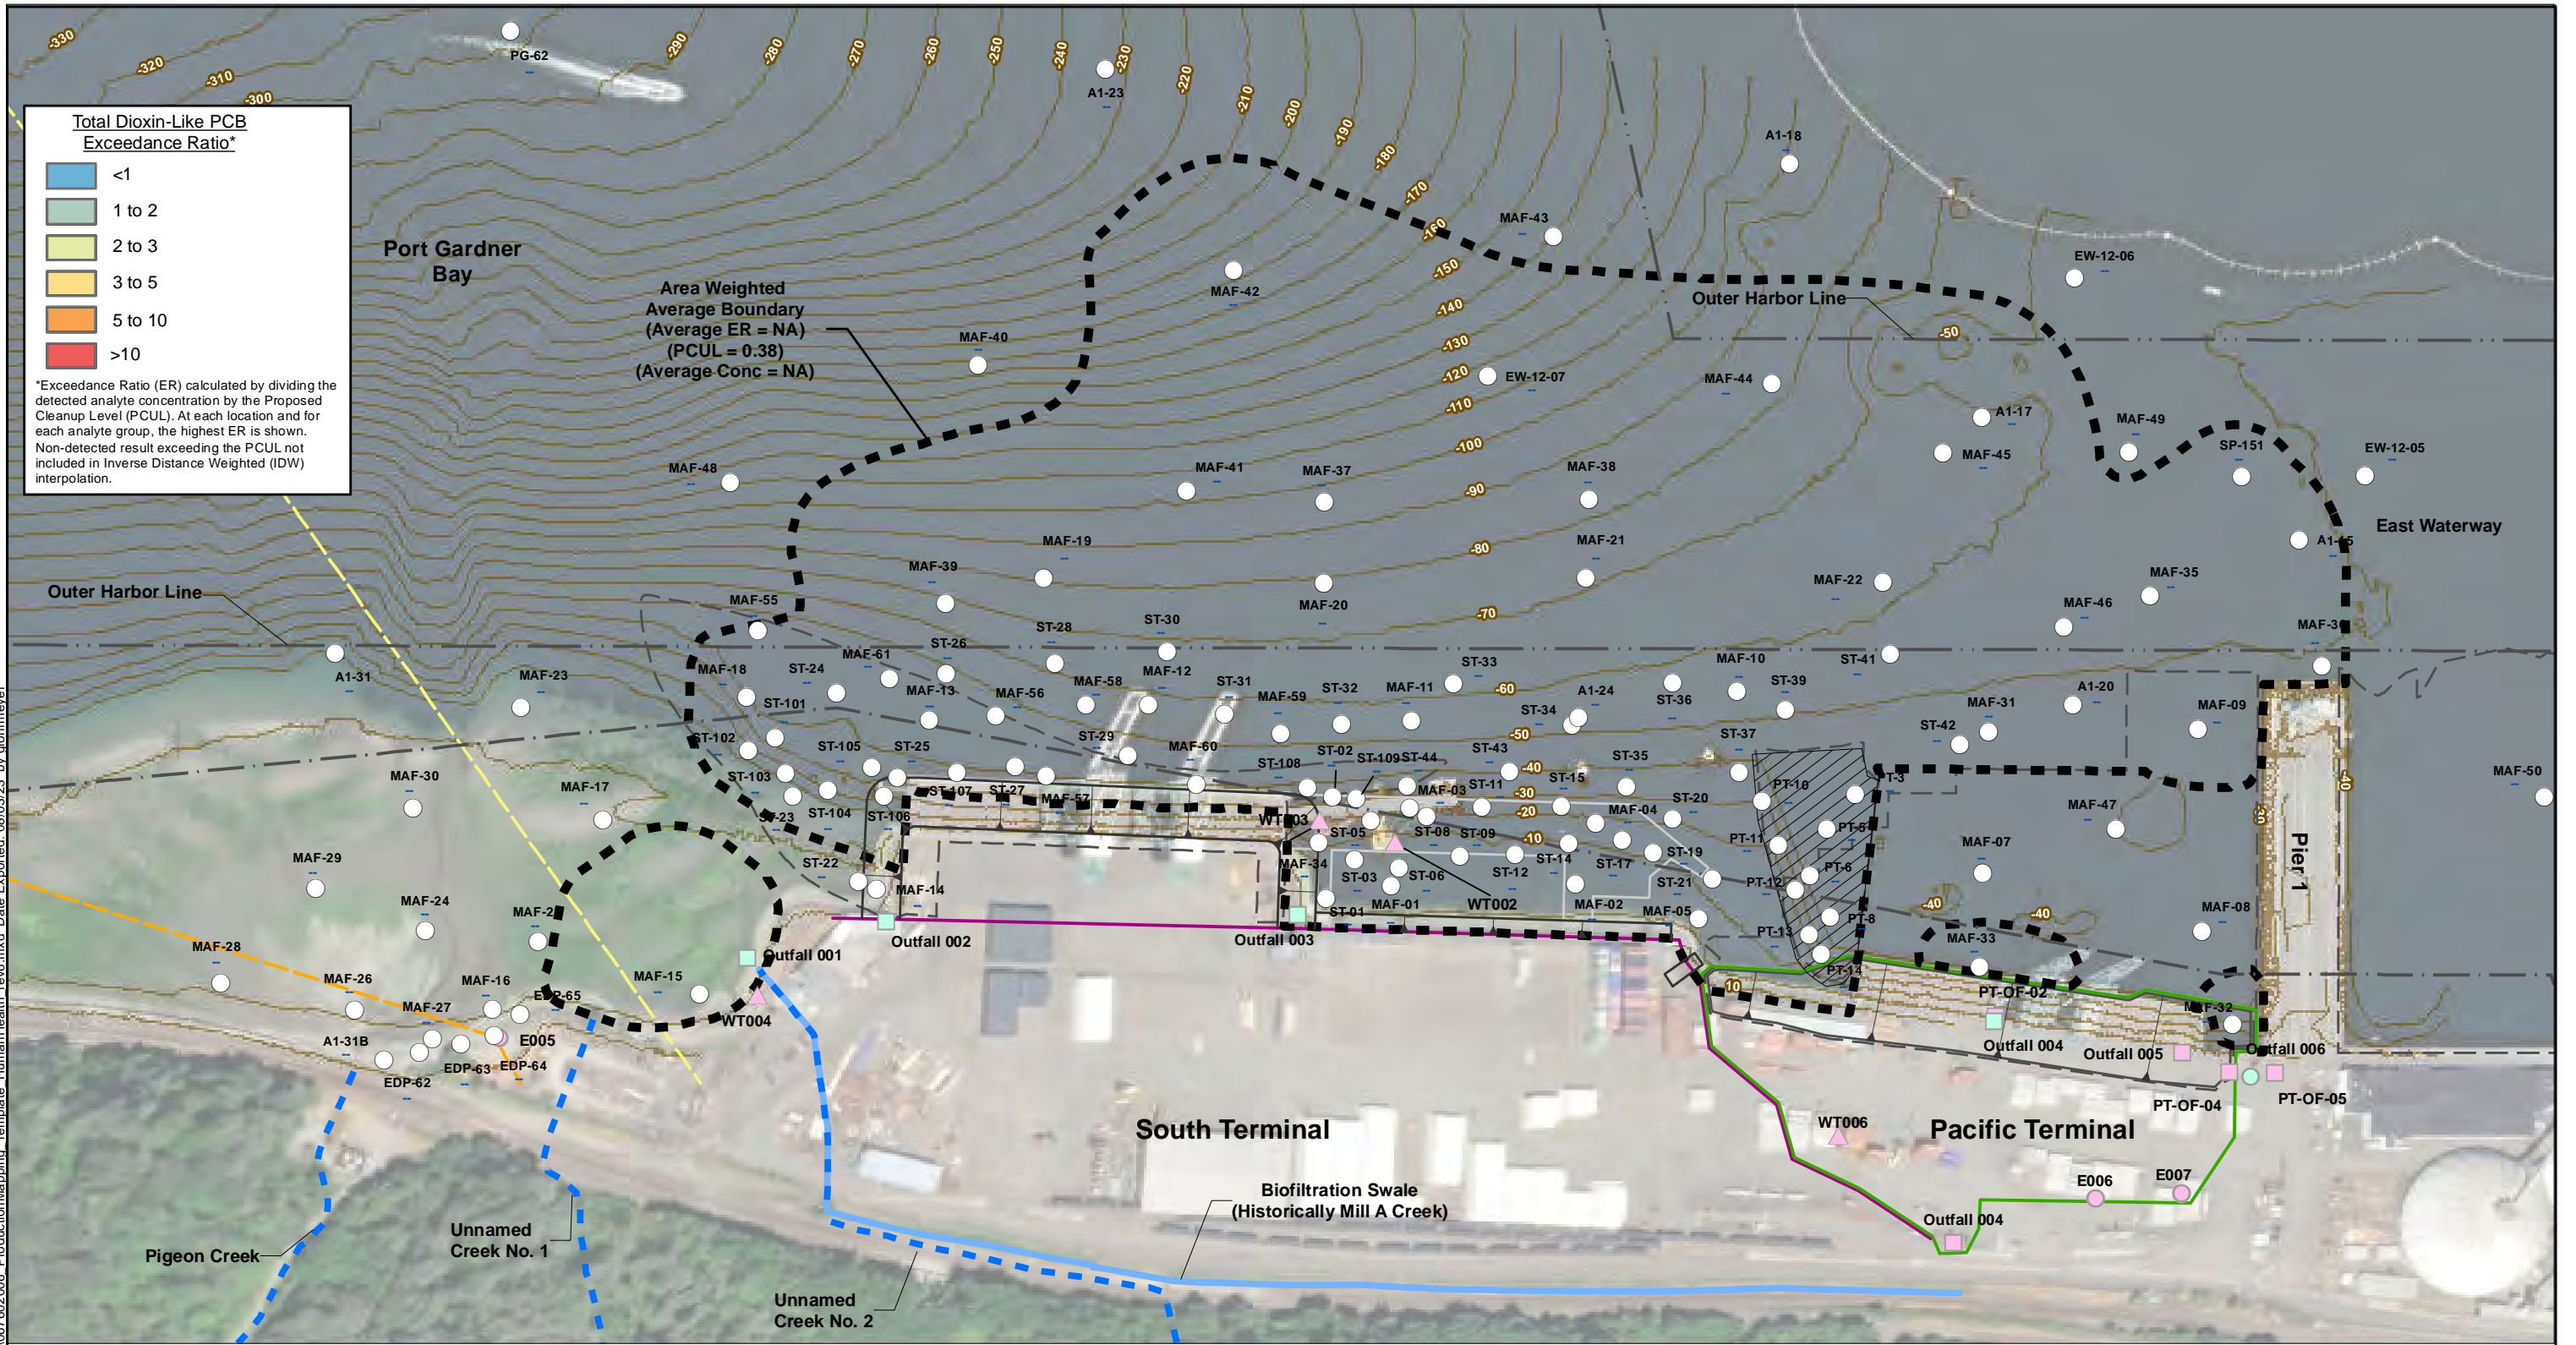 Total Dioxin-Like PCB
Exceedance Ratio*
<1
1 to 2
2 to 3
3 to 5
5 to 10
>10
*Exceedance Ratio (ER) calculated by dividing the
detected analyte concentration by the Proposed
Cleanup Level (PCUL). At each location and for
each analyte group, the highest ER is shown.
Non-detected result exceeding the PCUL not
included in Inverse Distance Weighted (IDW)
interpolation.
-330
-320
-310
-300
-290
-280
-270
-260
-250
-240
-230
-220
-210
-200
-190
-180
-170
-160
-150
-140
-130
-120
-110
-100
-90
-80
-70
-60
-50
-40
-30
-20
-10
PG-62
--
A1-23
--
A1-18
--
MAF-43
--
EW-12-06
--
MAF-42
--
Port Gardner
Bay
Area Weighted
Average Boundary
(Average ER = NA)
(PCUL = 0.38)
(Average Conc = NA)
Outer Harbor Line
-50
MAF-40
--
EW-12-07
--
MAF-44
--
A1-17
--
MAF-49
--
MAF-45
--
SP-151
--
EW-12-05
--
MAF-48
--
MAF-41
--
MAF-37
--
MAF-38
--
East Waterway
MAF-19
--
MAF-39
--
MAF-20
--
MAF-21
--
MAF-22
--
MAF-35
--
MAF-46
--
Outer Harbor Line
MAF-55
--
ST-28
--
ST-30
--
ST-26
--
A1-31
--
MAF-23
--
MAF-18
--
ST-24
--
MAF-61
--
MAF-13
--
MAF-56
--
MAF-58
--
MAF-12
--
ST-31
--
MAF-59
--
ST-32
--
MAF-11
--
ST-33
--
A1-24
--
ST-34
--
ST-36
--
MAF-10
--
ST-39
--
ST-41
--
ST-42
--
MAF-31
--
A1-20
--
MAF-09
--
MAF-50
--
ST-101
--
ST-105
--
ST-25
--
ST-29
--
MAF-60
--
ST-108
--
ST-02
ST-109
ST-44
--
ST-43
--
ST-15
--
ST-35
--
ST-37
--
ST-103
--
ST-104
--
ST-106
--
ST-107
ST-27
MAF-57
MAF-03
ST-11
--
MAF-04
--
ST-20
--
PT-10
--
MAF-47
--
MAF-30
--
MAF-17
--
ST-22
--
MAF-14
--
ST-05
--
ST-08
--
ST-09
--
ST-14
--
ST-17
--
ST-19
--
PT-11
--
PT-6
--
MAF-07
--
MAF-29
--
MAF-24
--
MAF-34
--
ST-03
--
ST-06
--
ST-12
--
ST-21
--
PT-12
--
ST-01
MAF-01
WT002
MAF-02
--
MAF-05
PT-13
--
PT-8
PT-14
MAF-33
--
MAF-08
--
-40
-40
Pier 1
MAF-28
--
MAF-26
--
MAF-27
--
MAF-16
--
MAF-15
--
A1-31B
--
EDP-62
--
EDP-63
--
EDP-64
--
E005
WT004
Outfall 002
Outfall 003
10
PT-OF-02
Outfall 004
Outfall 005
Outfall 006
PT-OF-04
PT-OF-05
South Terminal
Pacific Terminal
WT006
E006
E007
Outfall 004
Pigeon Creek
Unnamed
Creek No. 1
Unnamed
Creek No. 2
Biofiltration Swale
(Historically Mill A Creek)